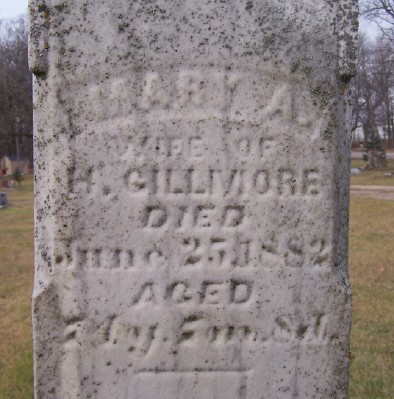 MARY A.,
WIFE OF
H. GILLMORE
DIED
June 25, 1882
AGED